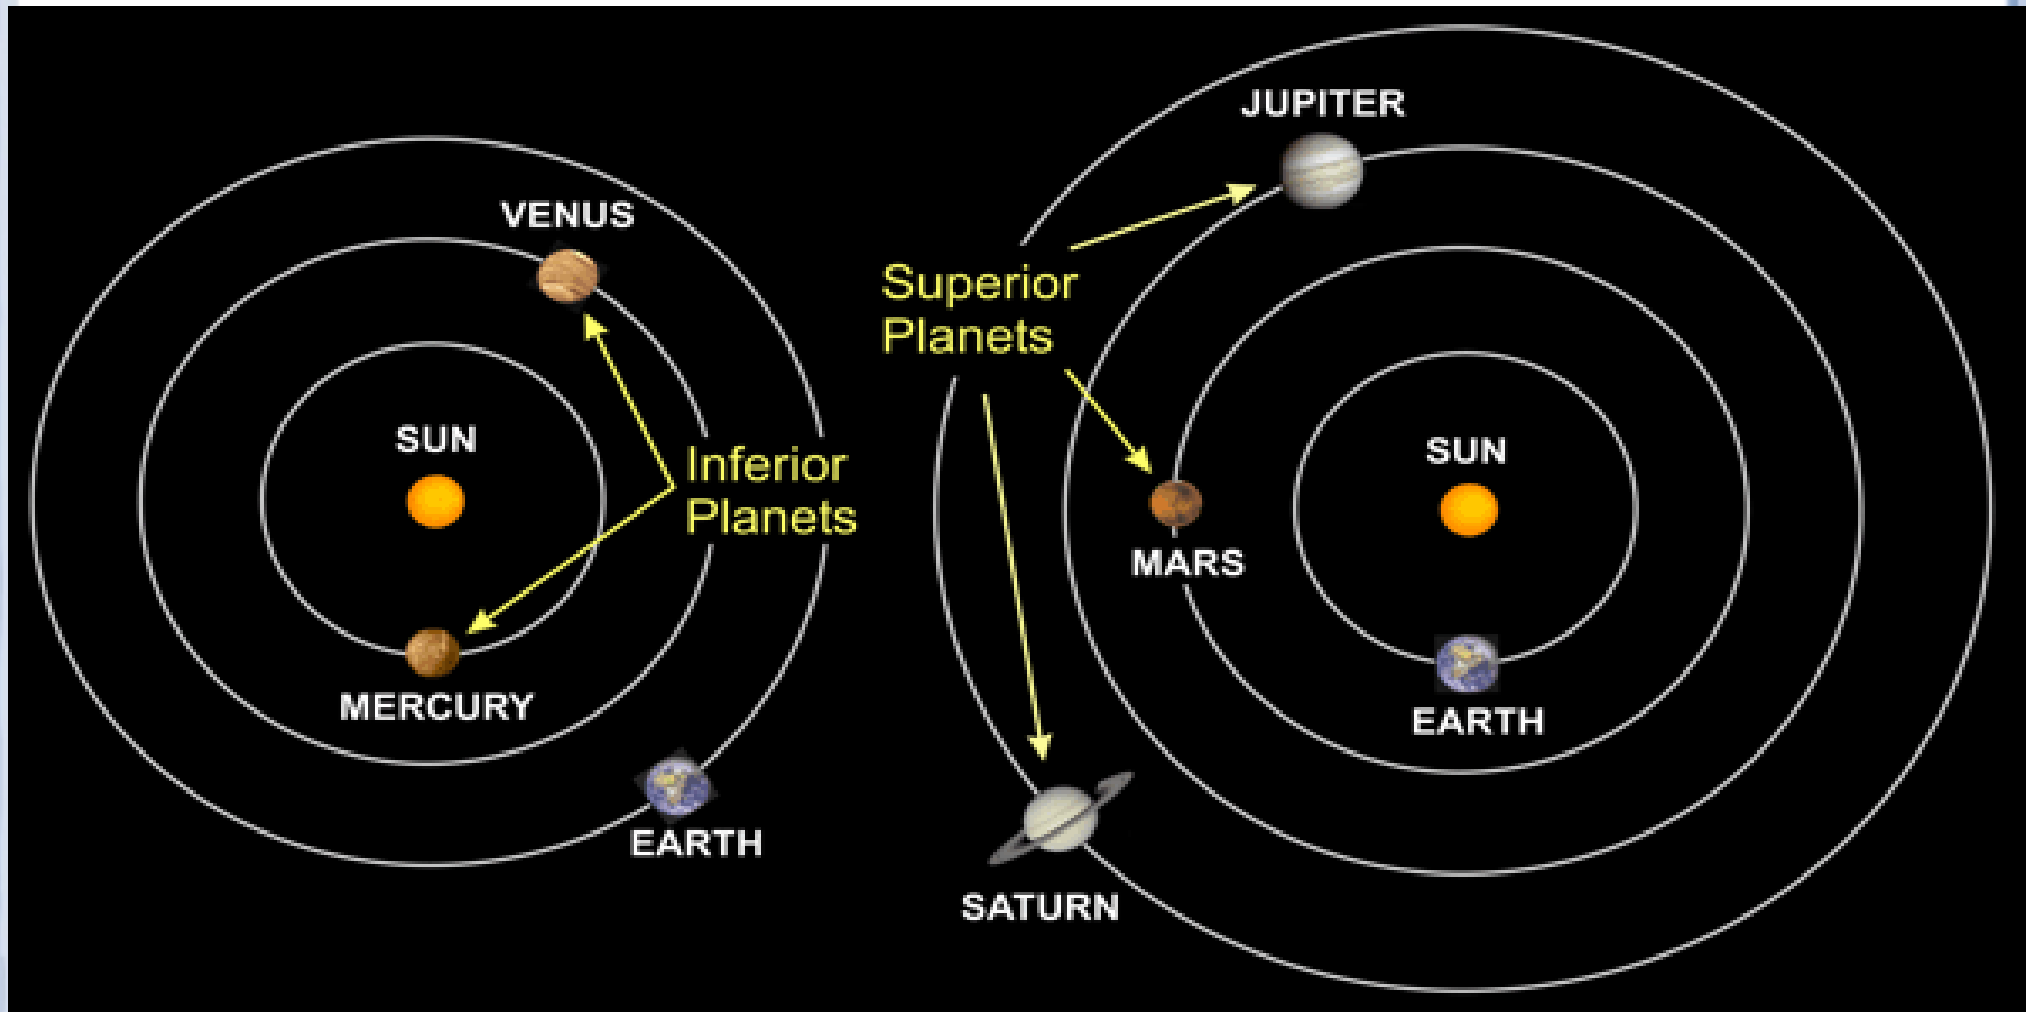 VENUS
SUN
Inferior
Planets
MERCURY
EARTH
JUPITER
Superior
Planets
SUN
MARS
EARTH
SATURN